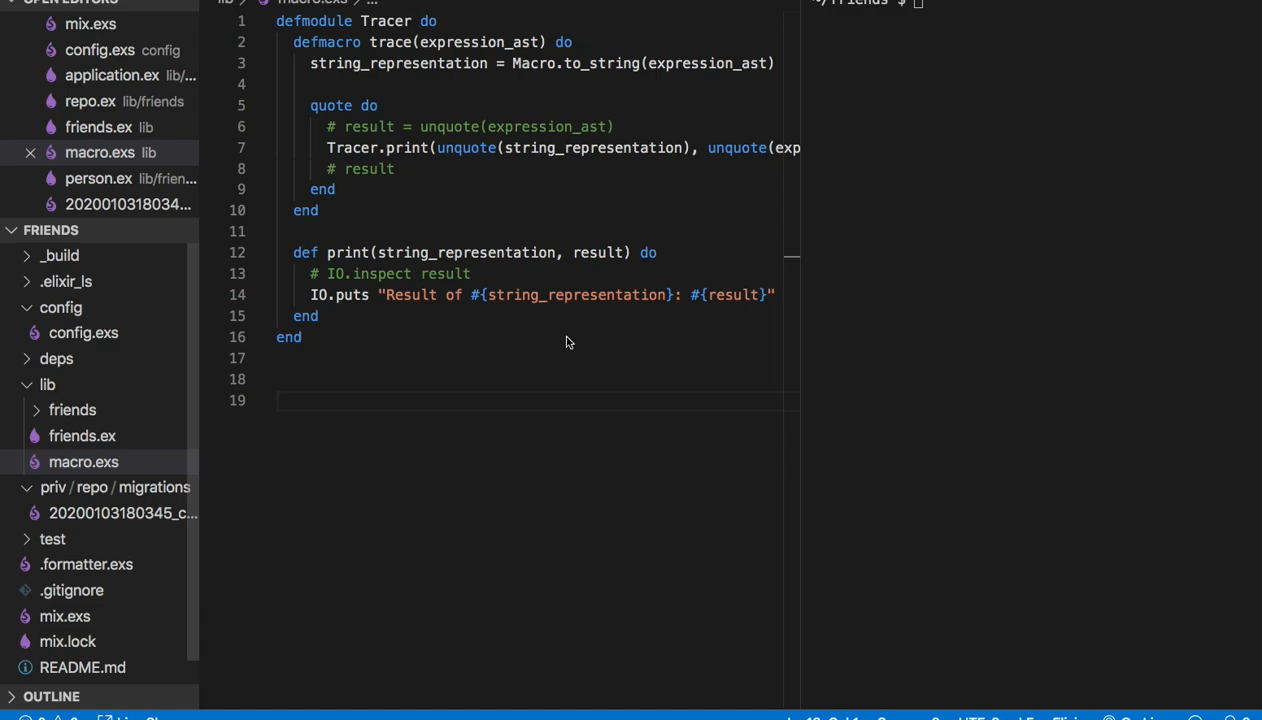 mix.exs
config.exs config
application.ex lib/...
repo.ex lib/friends
friends.ex lib
macro.exs lib
person.ex lib/frien...
2020010318034...
FRIENDS
_build
.elixir_ls
config
config.exs
deps
lib
friends
friends.ex
macro.exs
priv / repo / migrations
20200103180345_c...
test
.formatter.exs
.gitignore
mix.exs
mix.lock
README.md
OUTLINE
1 defmodule Tracer do
2 defmacro trace(expression_ast) do
3 string_representation = Macro.to_string(expression_ast)
4
5 quote do
6 # result = unquote(expression_ast)
7 Tracer.print(unquote(string_representation), unquote(exp
8 # result
9 end
10 end
11
12 def print(string_representation, result) do
13 # IO.inspect result
14 IO.puts "Result of #{string_representation}: #{result}"
15 end
16 end
17
18
19